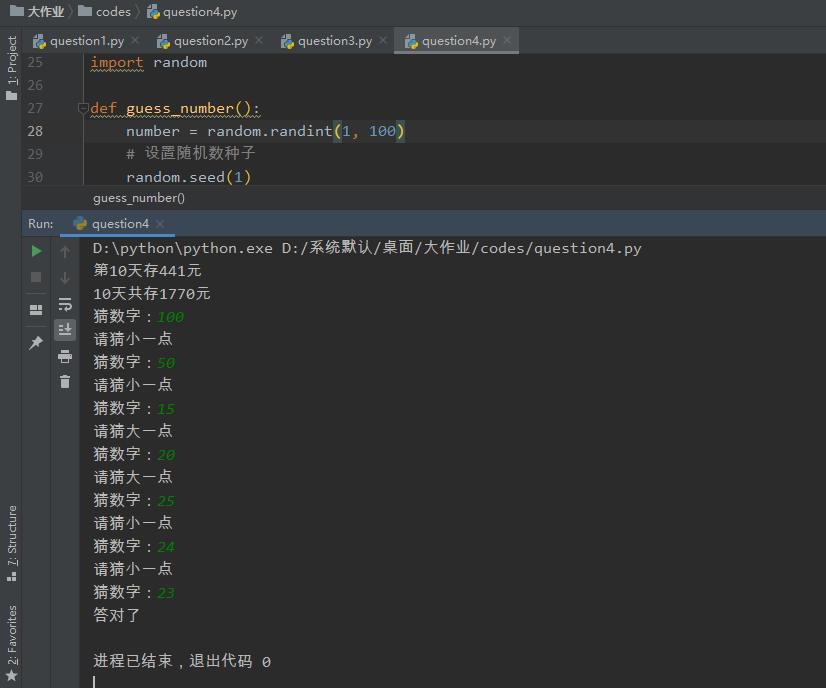 大作业 codes question4.py
question1.py question2.py question3.py question4.py
1: Project
25 import random
26
27 def guess_number():
28 number = random.randint(1, 100)
29 # 设置随机数种子
30 random.seed(1)
guess_number()
Run: question4
D:\python\python.exe D:/系统默认/桌面/大作业/codes/question4.py
第10天存441元
10天共存1770元
猜数字：100
请猜小一点
猜数字：50
请猜小一点
猜数字：15
请猜大一点
猜数字：20
请猜大一点
猜数字：25
请猜小一点
猜数字：24
请猜小一点
猜数字：23
答对了
进程已结束，退出代码 0
7: Structure
2: Favorites